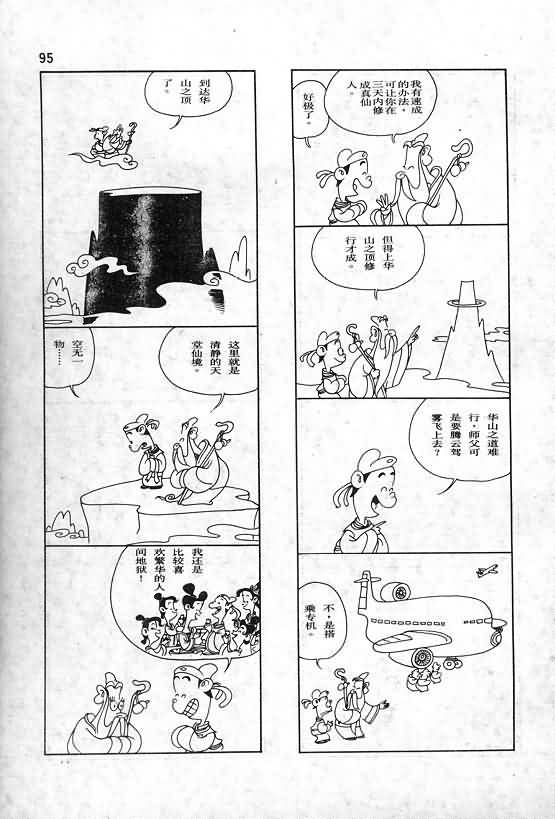 95
我有速成
的办法，
可让你在
三天内修
成真仙
人。
好极了。
但得上华
山之顶修
行才成。
华山之道难
行，师父可
是要腾云驾
雾飞上去？
不，是搭
乘专机。
到达华
山之顶
了。
这里就是
清静的天
堂仙境。
空无一
物……
我还是
比较喜
欢繁华的人
间地狱！